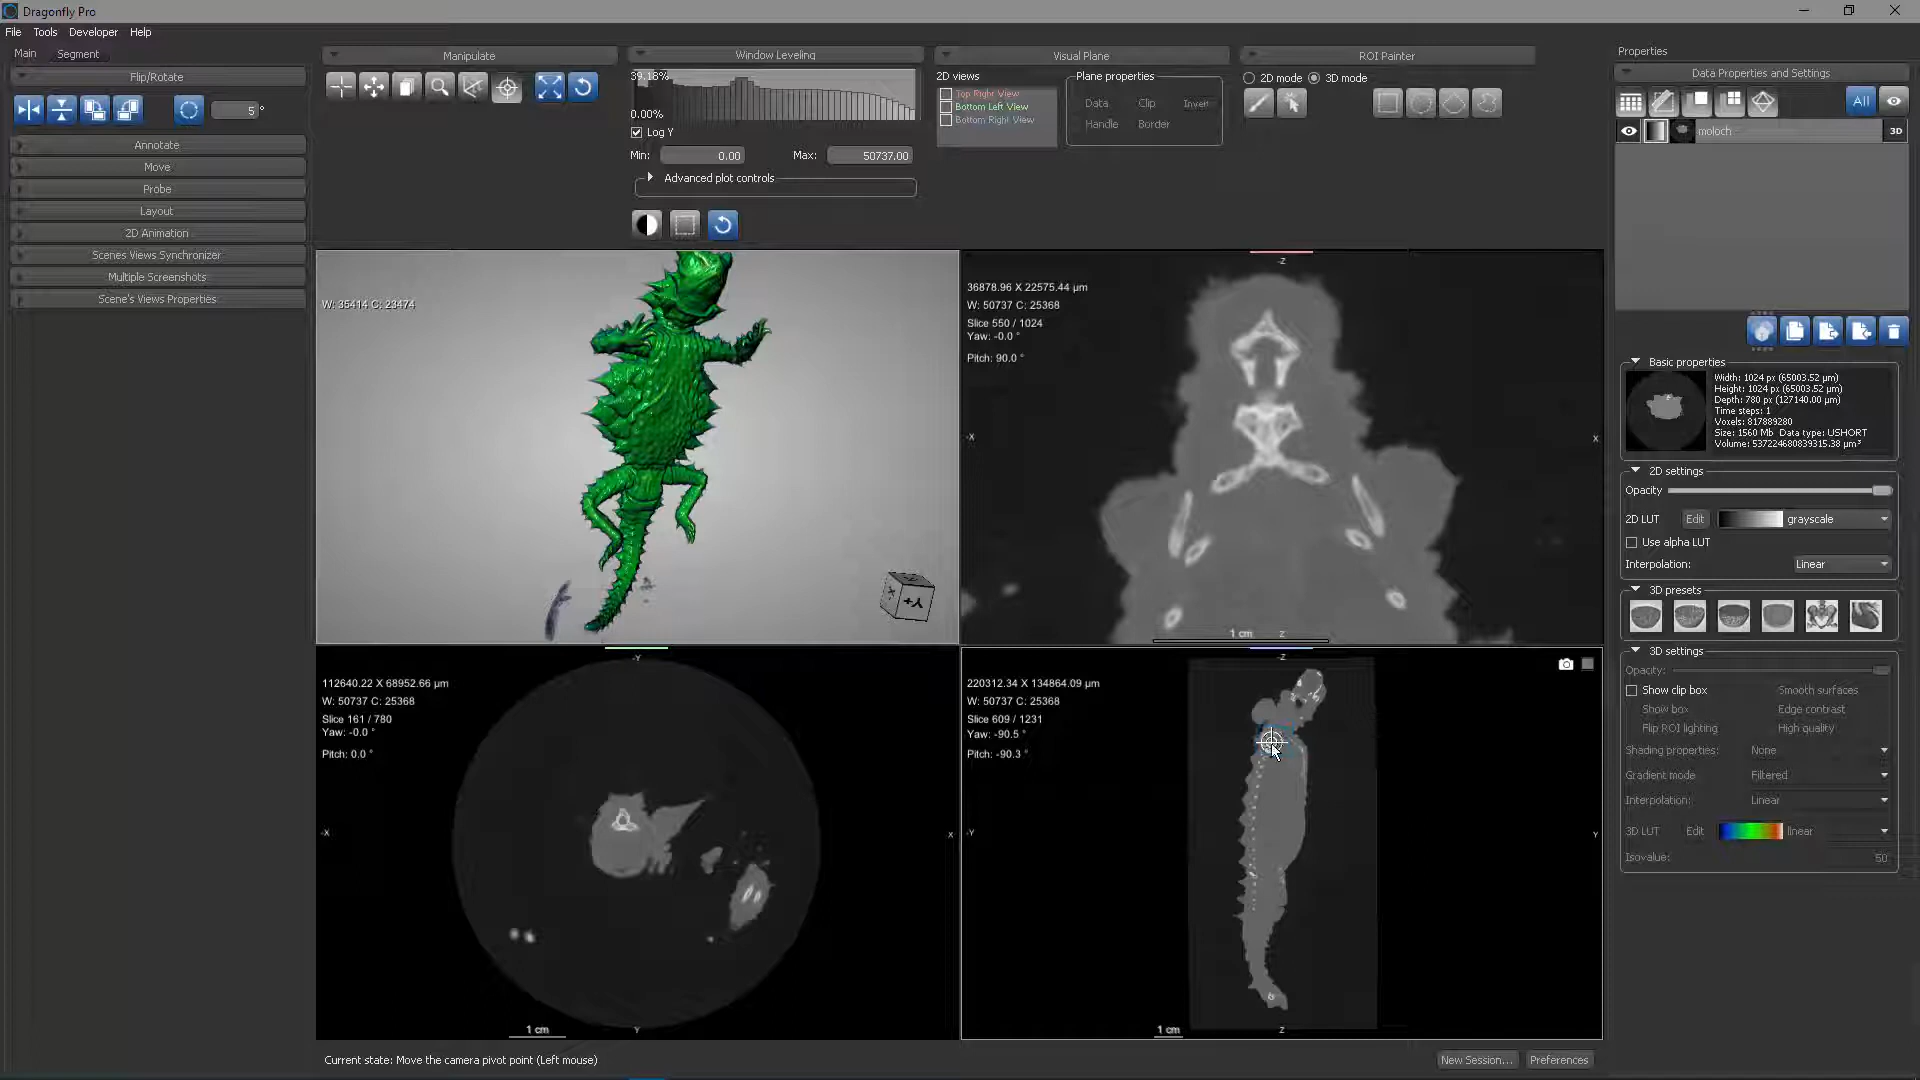 Dragonfly Pro
File Tools Developer Help
Main Segment
Flip/Rotate
5 °
Annotate
Move
Probe
Layout
2D Animation
Scenes Views Synchronizer
Multiple Screenshots
Scene's Views Properties
Manipulate
Window Leveling
39.18%
0.00%
Log Y
Min: 0.00 Max: 50737.00
Advanced plot controls
Visual Plane
2D views
Top Right View
Bottom Left View
Bottom Right View
Plane properties
Data Clip Invert
Handle Border
ROI Painter
2D mode 3D mode
Properties
Data Properties and Settings
All
moloch 3D
Basic properties
Width: 1024 px (65003.52 µm)
Height: 1024 px (65003.52 µm)
Depth: 780 px (127140.00 µm)
Time steps: 1
Voxels: 817889280
Size: 1560 Mb Data type: USHORT
Volume: 537224680839315.38 µm³
2D settings
Opacity
2D LUT Edit grayscale
Use alpha LUT
Interpolation: Linear
3D presets
3D settings
Opacity:
Show clip box Smooth surfaces
Show box Edge contrast
Flip ROI lighting High quality
Shading properties: None
Gradient mode Filtered
Interpolation: Linear
3D LUT Edit linear
Isovalue: 50
W: 35414 C: 23474
Y+
-Z
36878.96 X 22575.44 µm
W: 50737 C: 25368
Slice 550 / 1024
Yaw: -0.0 °
Pitch: 90.0 °
-X
X
1 cm
Z
-Y
112640.22 X 68952.66 µm
W: 50737 C: 25368
Slice 161 / 780
Yaw: -0.0 °
Pitch: 0.0 °
-X
X
1 cm
Y
-Z
220312.34 X 134864.09 µm
W: 50737 C: 25368
Slice 609 / 1231
Yaw: -90.5 °
Pitch: -90.3 °
-Y
Y
1 cm
Z
Current state: Move the camera pivot point (Left mouse)
New Session... Preferences